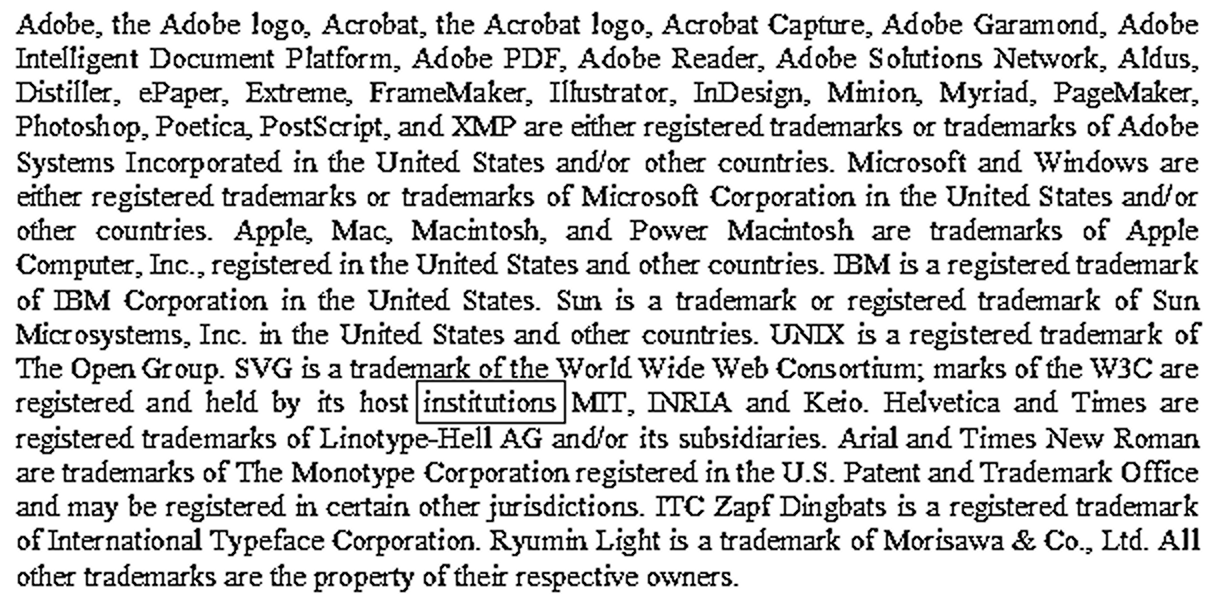 Adobe, the Adobe logo, Acrobat, the Acrobat logo, Acrobat Capture, Adobe Garamond, Adobe
Intelligent Document Platform, Adobe PDF, Adobe Reader, Adobe Solutions Network, Aldus,
Distiller, ePaper, Extreme, FrameMaker, Illustrator, InDesign, Minion, Myriad, PageMaker,
Photoshop, Poetica, PostScript, and XMP are either registered trademarks or trademarks of Adobe
Systems Incorporated in the United States and/or other countries. Microsoft and Windows are
either registered trademarks or trademarks of Microsoft Corporation in the United States and/or
other countries. Apple, Mac, Macintosh, and Power Macintosh are trademarks of Apple
Computer, Inc., registered in the United States and other countries. IBM is a registered trademark
of IBM Corporation in the United States. Sun is a trademark or registered trademark of Sun
Microsystems, Inc. in the United States and other countries. UNIX is a registered trademark of
The Open Group. SVG is a trademark of the World Wide Web Consortium; marks of the W3C are
registered and held by its host institutions MIT, INRIA and Keio. Helvetica and Times are
registered trademarks of Linotype-Hell AG and/or its subsidiaries. Arial and Times New Roman
are trademarks of The Monotype Corporation registered in the U.S. Patent and Trademark Office
and may be registered in certain other jurisdictions. ITC Zapf Dingbats is a registered trademark
of International Typeface Corporation. Ryumin Light is a trademark of Morisawa & Co., Ltd. All
other trademarks are the property of their respective owners.